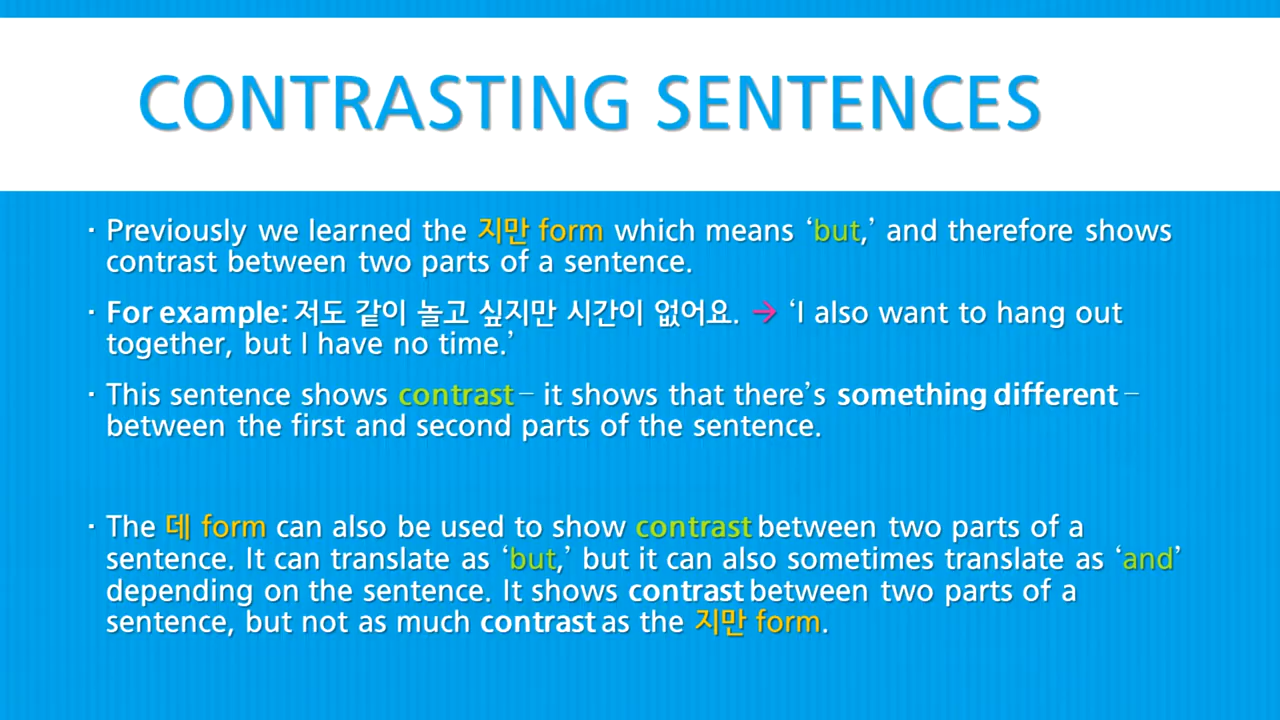 CONTRASTING SENTENCES
· Previously we learned the 지만 form which means ‘but,’ and therefore shows
contrast between two parts of a sentence.
· For example: 저도 같이 놀고 싶지만 시간이 없어요. → ‘I also want to hang out
together, but I have no time.’
· This sentence shows contrast – it shows that there’s something different –
between the first and second parts of the sentence.
· The 데 form can also be used to show contrast between two parts of a
sentence. It can translate as ‘but,’ but it can also sometimes translate as ‘and’
depending on the sentence. It shows contrast between two parts of a
sentence, but not as much contrast as the 지만 form.